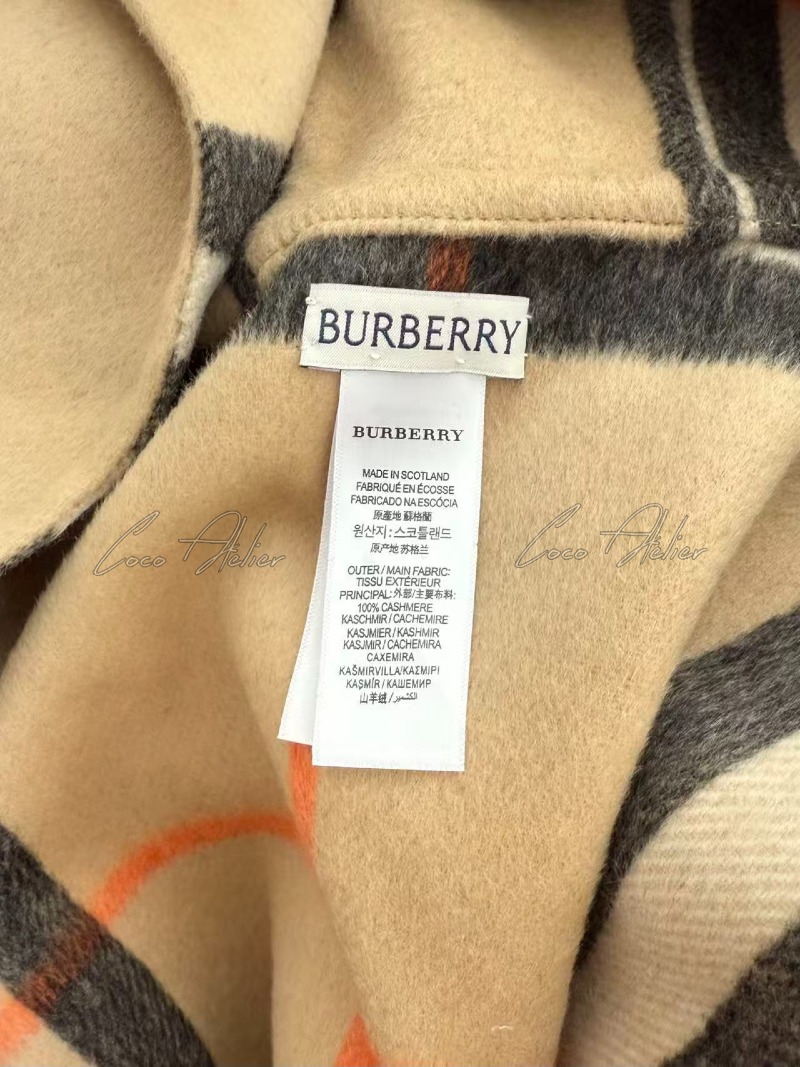 BURBERRY
BURBERRY
MADE IN SCOTLAND
FABRIQUÉ EN ÉCOSSE
FABRICADO NA ESCÓCIA
原產地 蘇格蘭
원산지: 스코틀랜드
原产地 苏格兰
OUTER / MAIN FABRIC:
TISSU EXTÉRIEUR
PRINCIPAL: 外部/主要布料:
100% CASHMERE
KASCHMIR / CACHEMIRE
KASJMIER / KASHMIR
KASJMIR / CACHEMIRA
CAXEMIRA
KAŠMIRVILLA/ΚΑΣΜΙΡΙ
KAŞMİR / КАШЕМИР
山羊绒 / الكشمير
Coco Atelier Coco Atelier